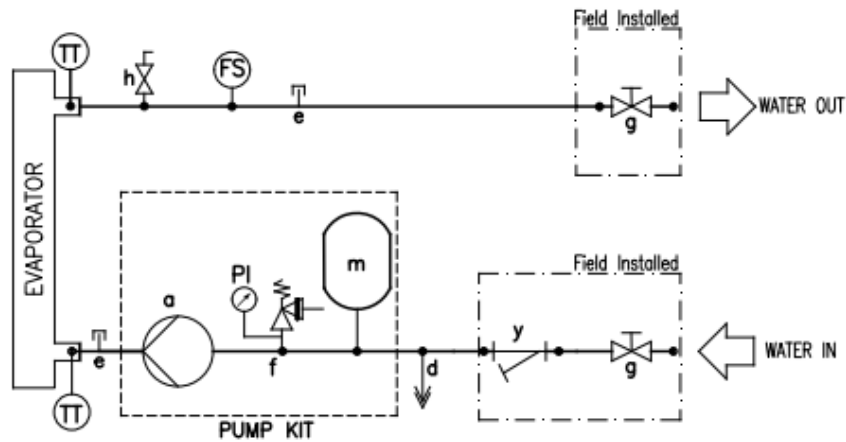 Field Installed
TT
h
FS
e
g
WATER OUT
EVAPORATOR
Field Installed
m
PI
a
y
e
f
d
g
WATER IN
TT
PUMP KIT